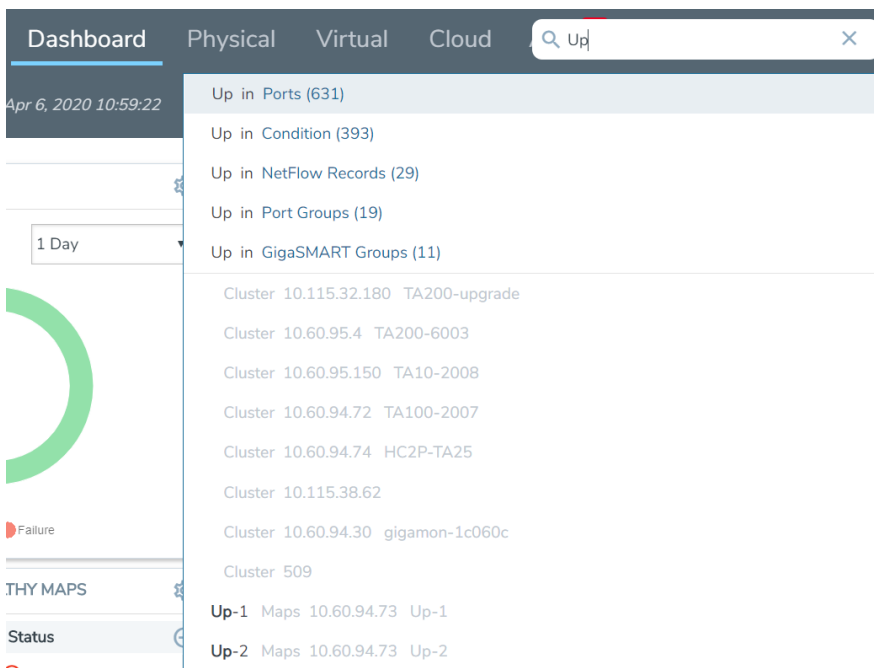 Dashboard Physical Virtual Cloud
Up
Apr 6, 2020 10:59:22
Up in Ports (631)
Up in Condition (393)
Up in NetFlow Records (29)
Up in Port Groups (19)
1 Day
Up in GigaSMART Groups (11)
Cluster 10.115.32.180 TA200-upgrade
Cluster 10.60.95.4 TA200-6003
Cluster 10.60.95.150 TA10-2008
Cluster 10.60.94.72 TA100-2007
Cluster 10.60.94.74 HC2P-TA25
Cluster 10.115.38.62
Failure
Cluster 10.60.94.30 gigamon-1c060c
Cluster 509
THY MAPS
Up-1 Maps 10.60.94.73 Up-1
Status
Up-2 Maps 10.60.94.73 Up-2